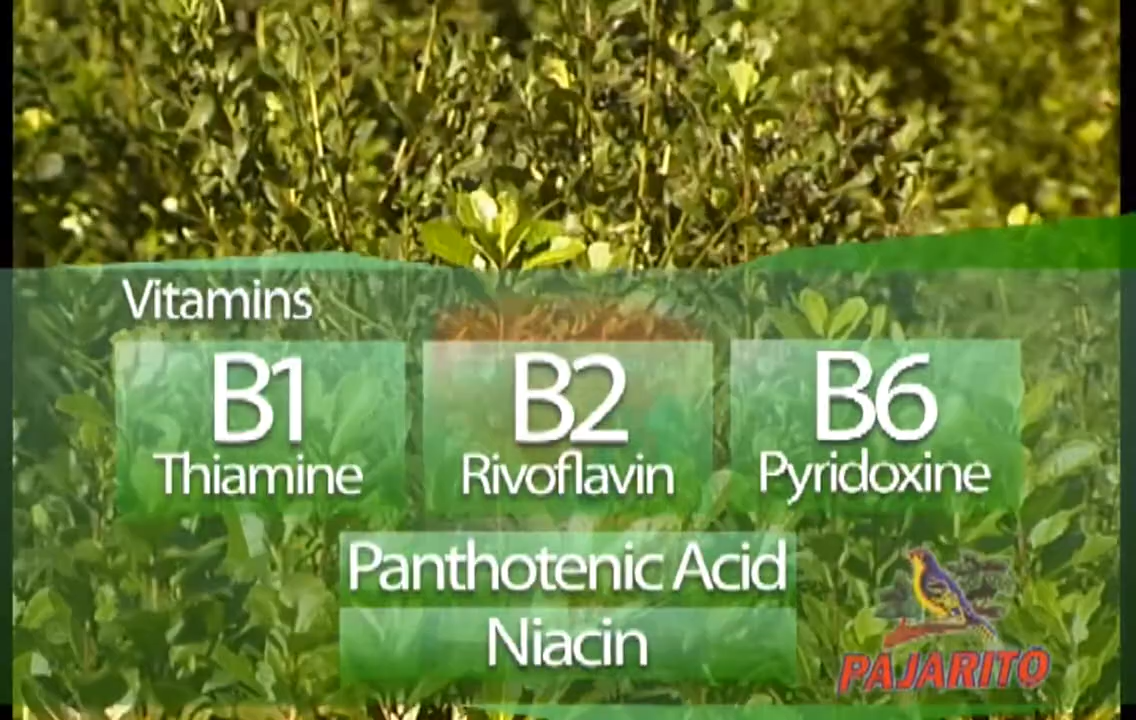 Vitamins
B1
Thiamine
B2
Rivoflavin
B6
Pyridoxine
Panthotenic Acid
Niacin
PAJARITO